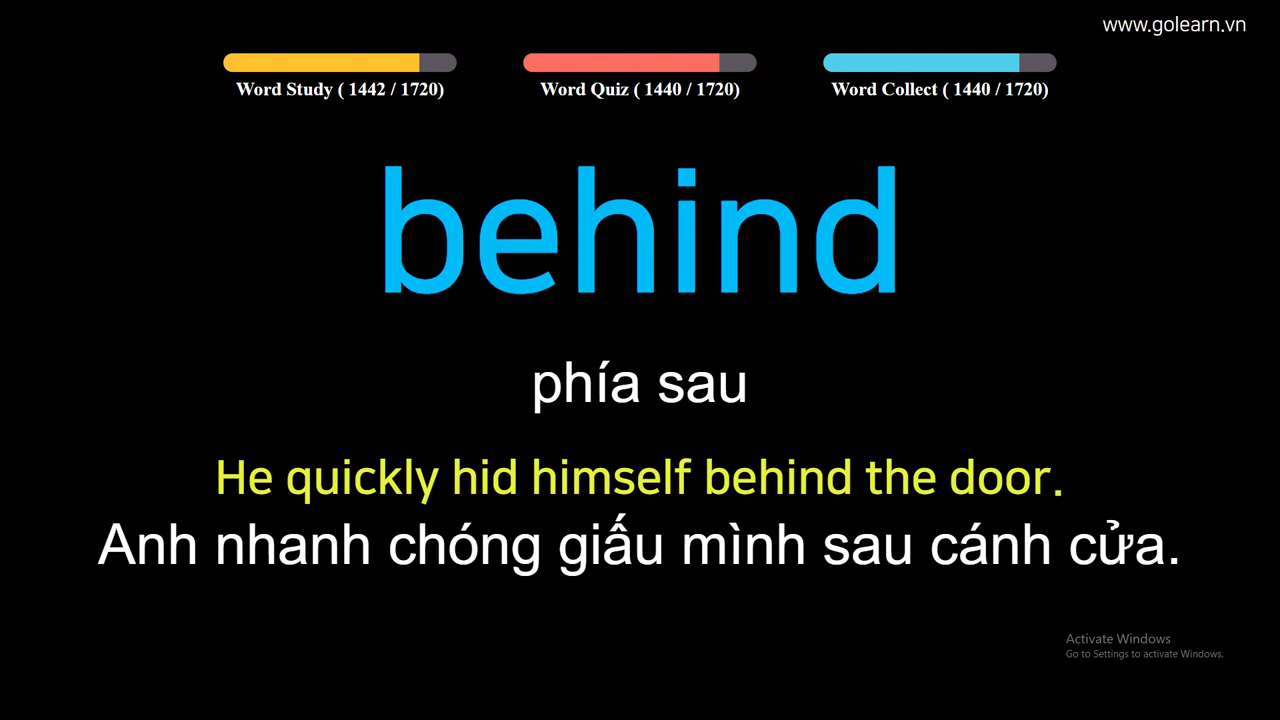 www.golearn.vn
Word Study ( 1442 / 1720)
Word Quiz ( 1440 / 1720)
Word Collect ( 1440 / 1720)
behind
phía sau
He quickly hid himself behind the door.
Anh nhanh chóng giấu mình sau cánh cửa.
Activate Windows
Go to Settings to activate Windows.